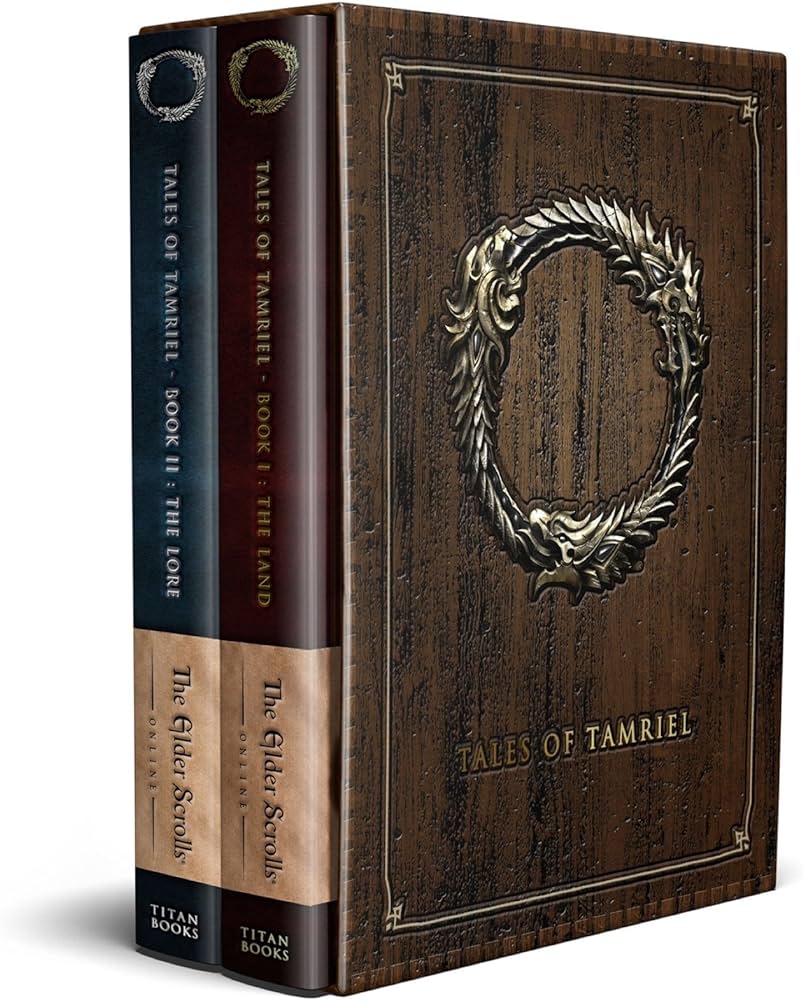 TALES OF TAMRIEL - BOOK II : THE LORE
The Elder Scrolls®
ONLINE
TITAN
BOOKS
TALES OF TAMRIEL - BOOK I : THE LAND
The Elder Scrolls®
ONLINE
TITAN
BOOKS
TALES OF TAMRIEL